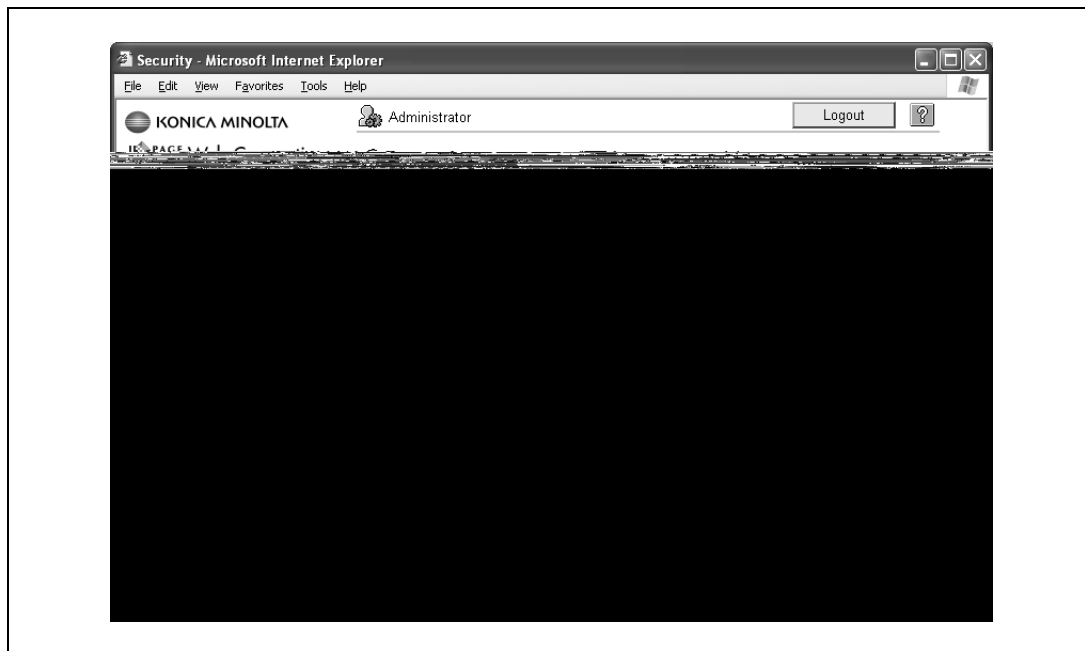 Security - Microsoft Internet Explorer
File Edit View Favorites Tools Help
KONICA MINOLTA
Administrator
Logout
?